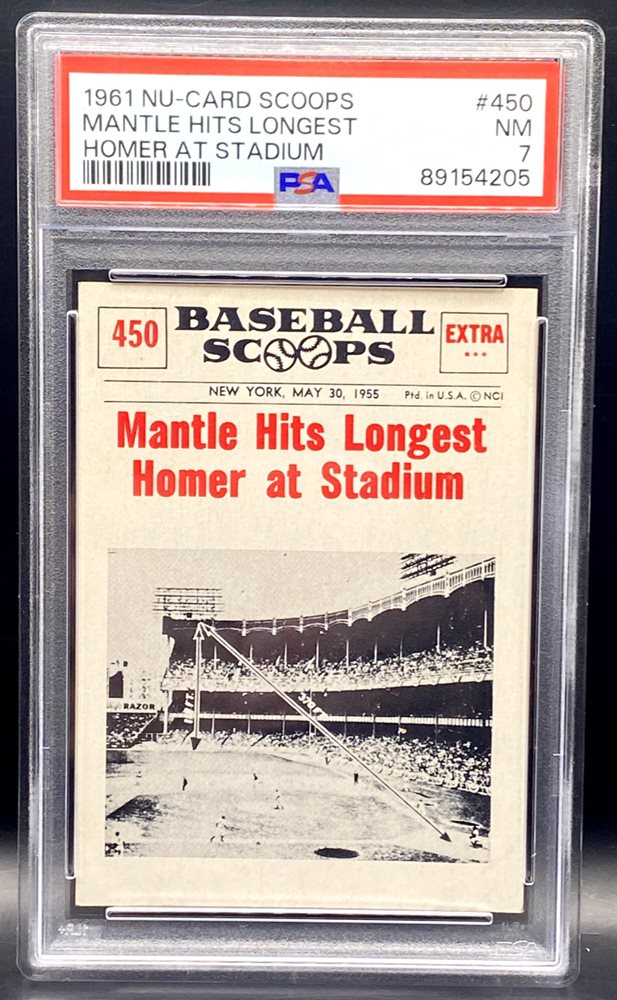 1961 NU-CARD SCOOPS #450
MANTLE HITS LONGEST NM
HOMER AT STADIUM 7
PSA 89154205
450 BASEBALL SCOOPS EXTRA
NEW YORK, MAY 30, 1955 Ptd. in U.S.A. © NCI
Mantle Hits Longest
Homer at Stadium
RAZOR